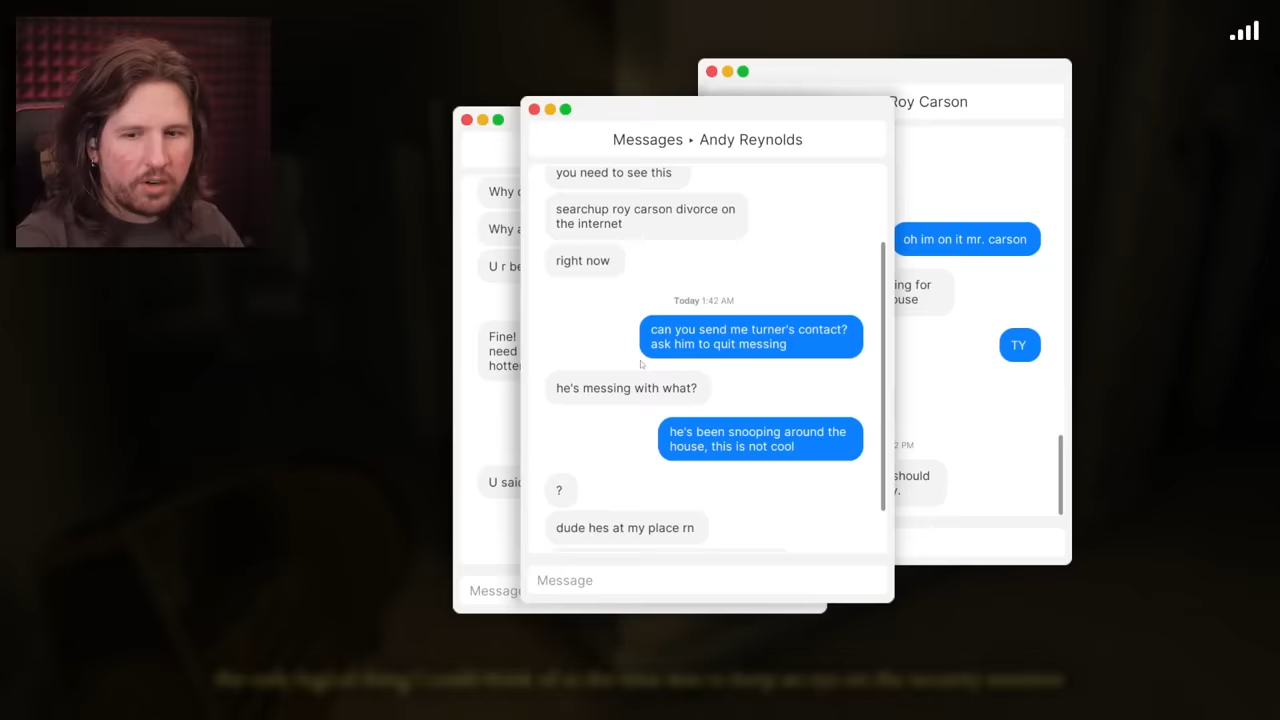 Roy Carson
Messages ▸ Andy Reynolds
you need to see this
Why
searchup roy carson divorce on
the internet
Why a
oh im on it mr. carson
right now
U r be
ing for
ouse
Today 1:42 AM
can you send me turner's contact?
ask him to quit messing
Fine!
need
hotte
TY
he's messing with what?
he's been snooping around the
house, this is not cool
2 PM
should
y.
U said
?
dude hes at my place rn
Message
Messag